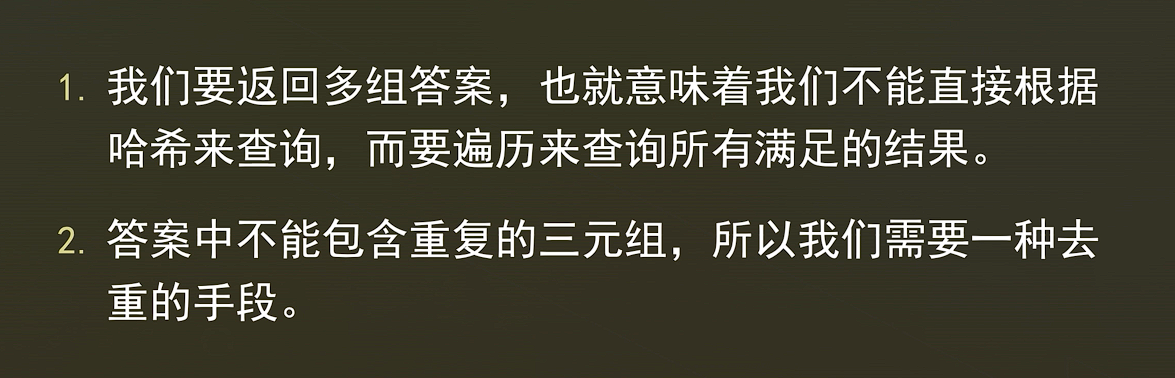 1. 我们要返回多组答案，也就意味着我们不能直接根据
哈希来查询，而要遍历来查询所有满足的结果。
2. 答案中不能包含重复的三元组，所以我们需要一种去
重的手段。